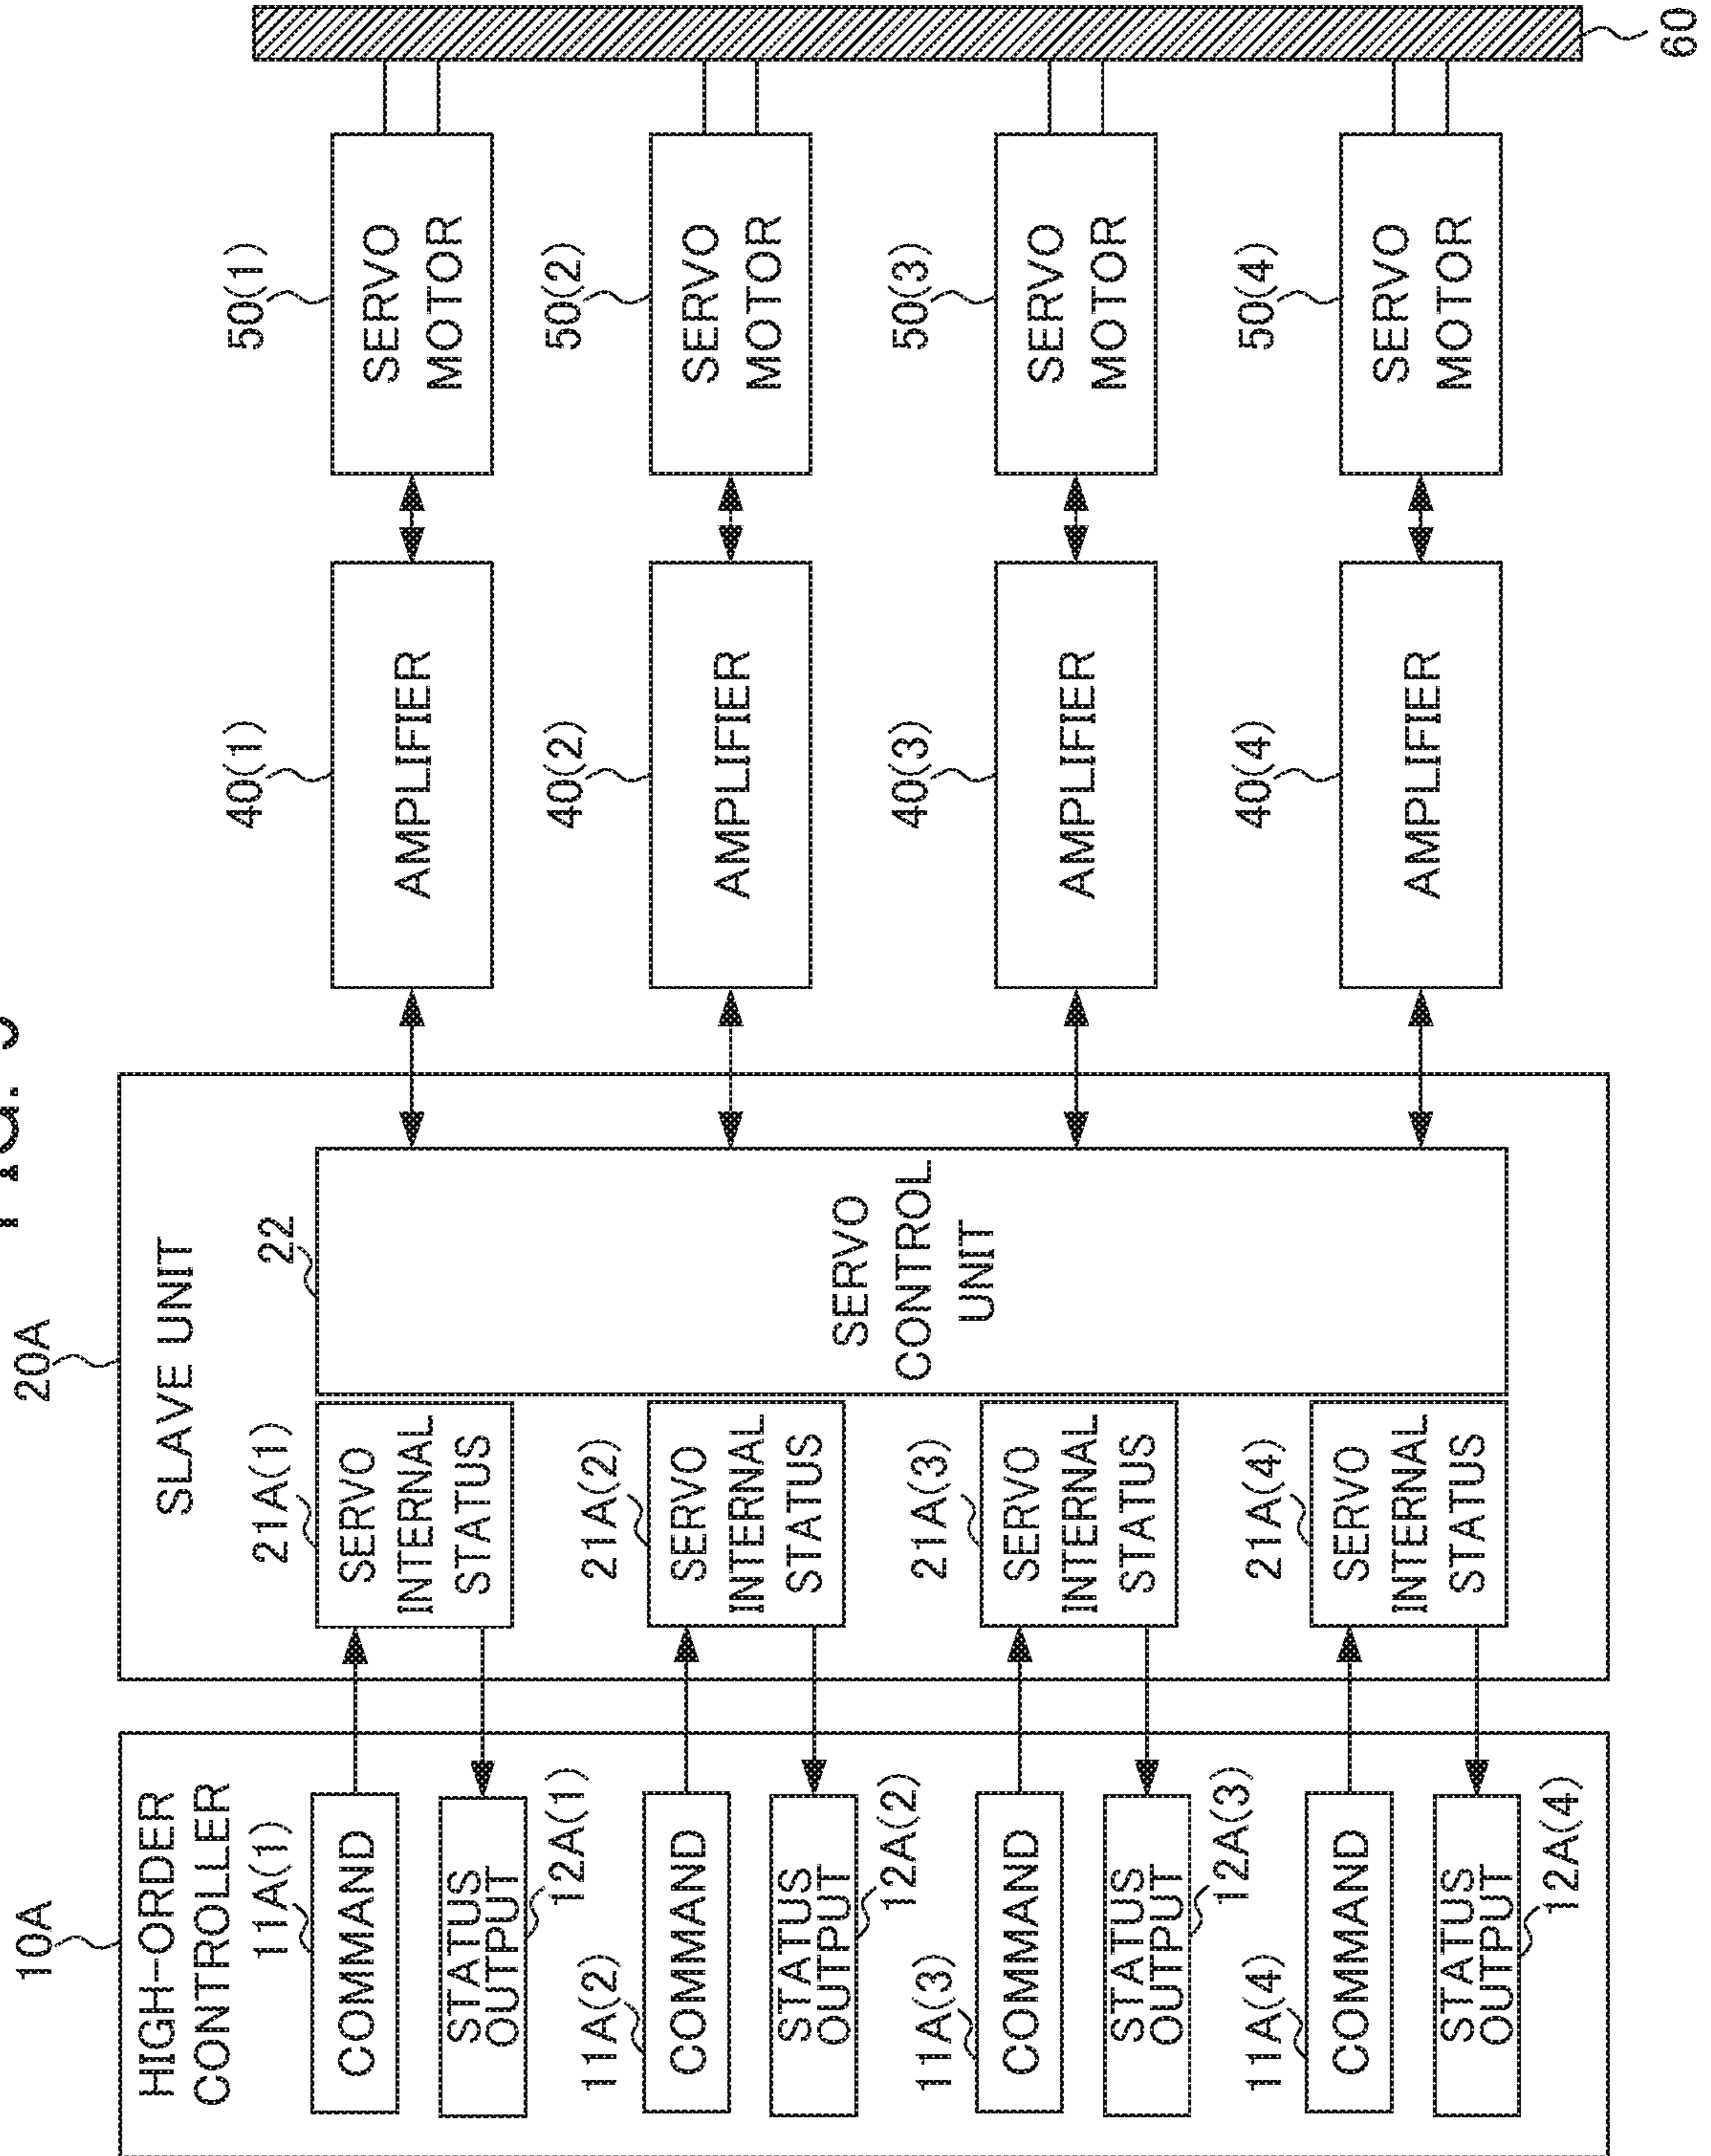 FIG.
10A
HIGH-ORDER
CONTROLLER
11A(1)
COMMAND
STATUS
OUTPUT
12A(1)
11A(2)
COMMAND
STATUS
OUTPUT
12A(2)
11A(3)
COMMAND
STATUS
OUTPUT
12A(3)
11A(4)
COMMAND
STATUS
OUTPUT
12A(4)
20A
SLAVE UNIT
21A(1)
SERVO
INTERNAL
STATUS
21A(2)
SERVO
INTERNAL
STATUS
21A(3)
SERVO
INTERNAL
STATUS
21A(4)
SERVO
INTERNAL
STATUS
22
SERVO
CONTROL
UNIT
40(1)
AMPLIFIER
40(2)
AMPLIFIER
40(3)
AMPLIFIER
40(4)
AMPLIFIER
50(1)
SERVO
MOTOR
50(2)
SERVO
MOTOR
50(3)
SERVO
MOTOR
50(4)
SERVO
MOTOR
60